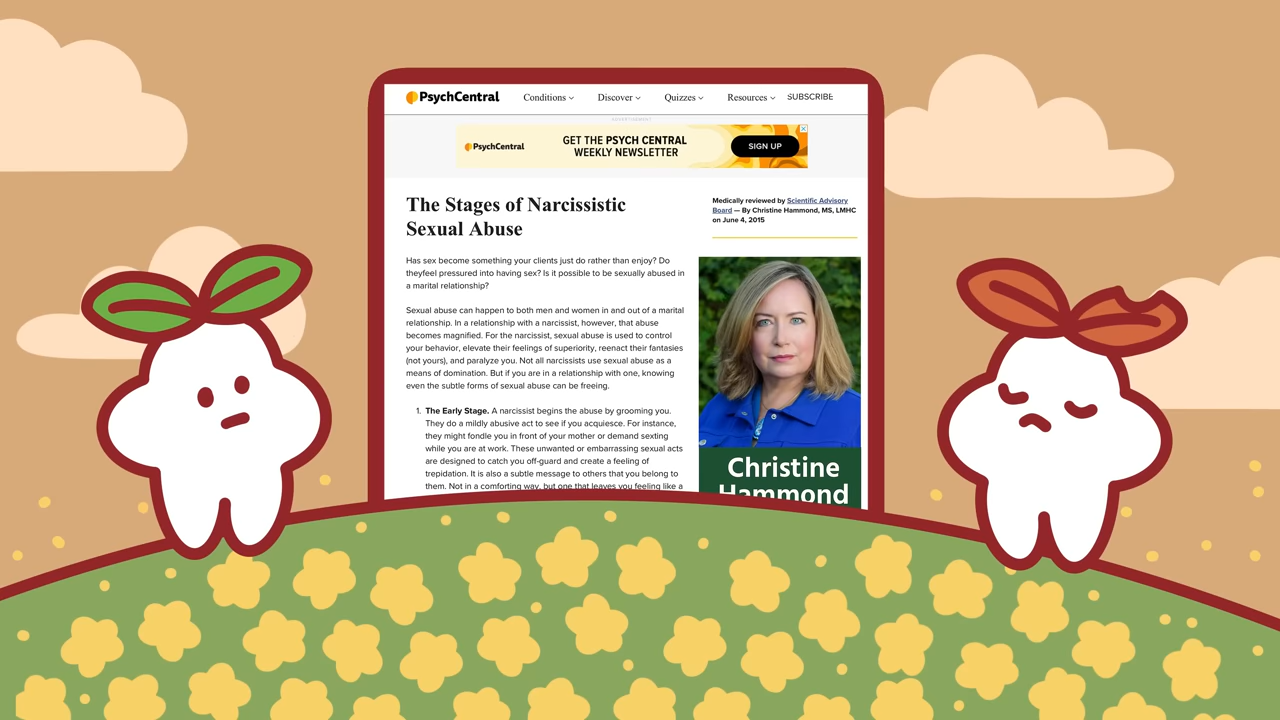 PsychCentral
Conditions
Discover
Quizzes
Resources
SUBSCRIBE
ADVERTISEMENT
PsychCentral
GET THE PSYCH CENTRAL
WEEKLY NEWSLETTER
SIGN UP
The Stages of Narcissistic
Sexual Abuse
Has sex become something your clients just do rather than enjoy? Do
theyfeel pressured into having sex? Is it possible to be sexually abused in
a marital relationship?
Sexual abuse can happen to both men and women in and out of a marital
relationship. In a relationship with a narcissist, however, that abuse
becomes magnified. For the narcissist, sexual abuse is used to control
your behavior, elevate their feelings of superiority, reenact their fantasies
(not yours), and paralyze you. Not all narcissists use sexual abuse as a
means of domination. But if you are in a relationship with one, knowing
even the subtle forms of sexual abuse can be freeing.
1. The Early Stage. A narcissist begins the abuse by grooming you.
They do a mildly abusive act to see if you acquiesce. For instance,
they might fondle you in front of your mother or demand sexting
while you are at work. These unwanted or embarrassing sexual acts
are designed to catch you off-guard and create a feeling of
trepidation. It is also a subtle message to others that you belong to
them. Not in a comforting way, but one that leaves you feeling like a
Medically reviewed by Scientific Advisory
Board — By Christine Hammond, MS, LMHC
on June 4, 2015
Christine
Hammond